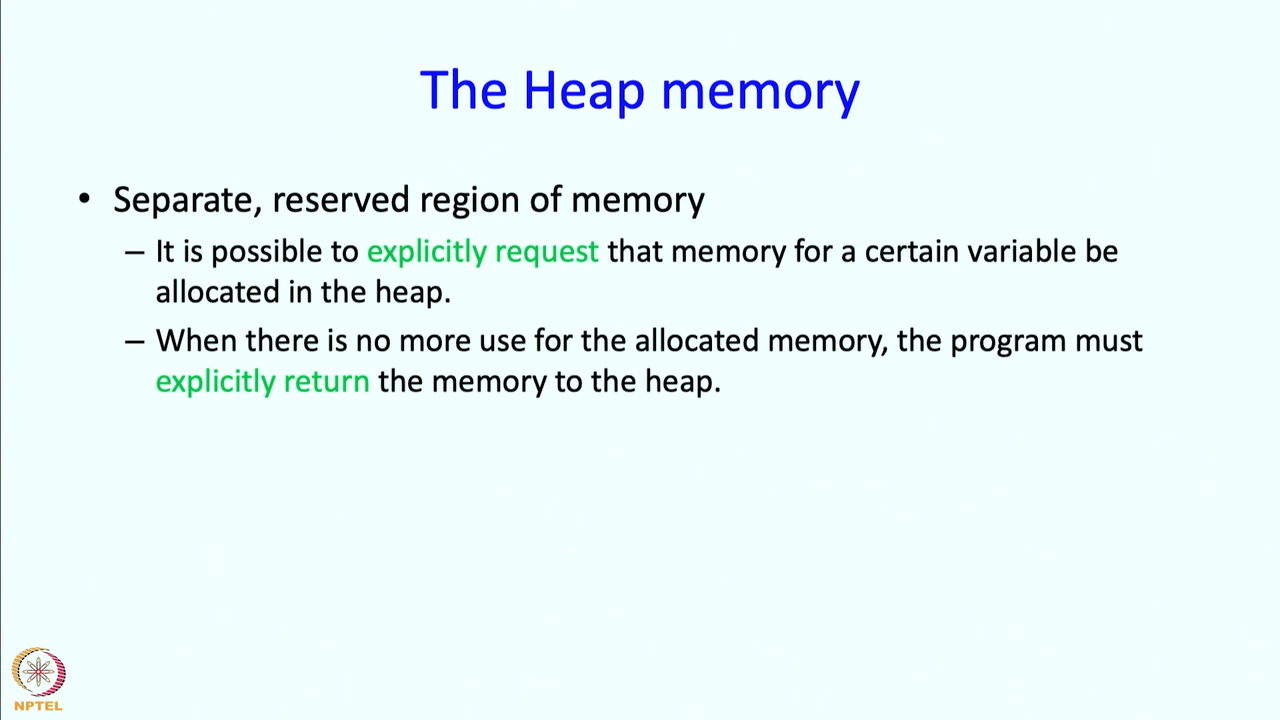 The Heap memory
• Separate, reserved region of memory
– It is possible to explicitly request that memory for a certain variable be
allocated in the heap.
– When there is no more use for the allocated memory, the program must
explicitly return the memory to the heap.
NPTEL